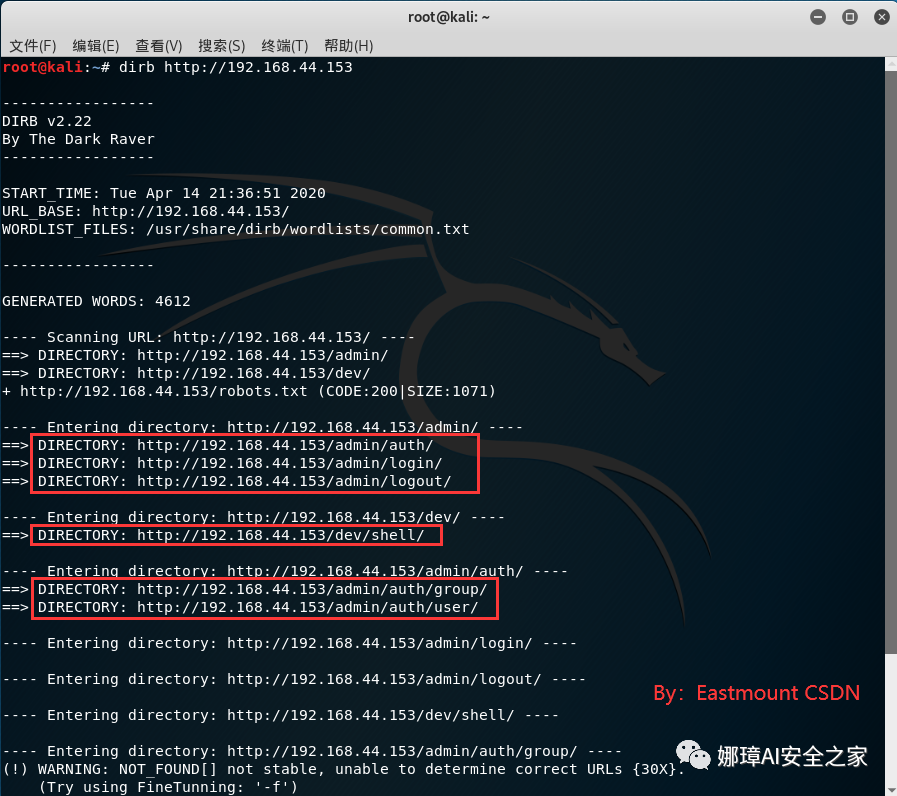 root@kali: ~
文件(F) 编辑(E) 查看(V) 搜索(S) 终端(T) 帮助(H)
root@kali:~# dirb http://192.168.44.153
-----------------
DIRB v2.22
By The Dark Raver
-----------------
START_TIME: Tue Apr 14 21:36:51 2020
URL_BASE: http://192.168.44.153/
WORDLIST_FILES: /usr/share/dirb/wordlists/common.txt
-----------------
GENERATED WORDS: 4612
---- Scanning URL: http://192.168.44.153/ ----
==> DIRECTORY: http://192.168.44.153/admin/
==> DIRECTORY: http://192.168.44.153/dev/
+ http://192.168.44.153/robots.txt (CODE:200|SIZE:1071)
---- Entering directory: http://192.168.44.153/admin/ ----
==> DIRECTORY: http://192.168.44.153/admin/auth/
==> DIRECTORY: http://192.168.44.153/admin/login/
==> DIRECTORY: http://192.168.44.153/admin/logout/
---- Entering directory: http://192.168.44.153/dev/ ----
==> DIRECTORY: http://192.168.44.153/dev/shell/
---- Entering directory: http://192.168.44.153/admin/auth/ ----
==> DIRECTORY: http://192.168.44.153/admin/auth/group/
==> DIRECTORY: http://192.168.44.153/admin/auth/user/
---- Entering directory: http://192.168.44.153/admin/login/ ----
---- Entering directory: http://192.168.44.153/admin/logout/ ----
---- Entering directory: http://192.168.44.153/dev/shell/ ----
---- Entering directory: http://192.168.44.153/admin/auth/group/ ----
(!) WARNING: NOT_FOUND[] not stable, unable to determine correct URLs {30X}.
(Try using FineTunning: '-f')
By：Eastmount CSDN
娜璋AI安全之家